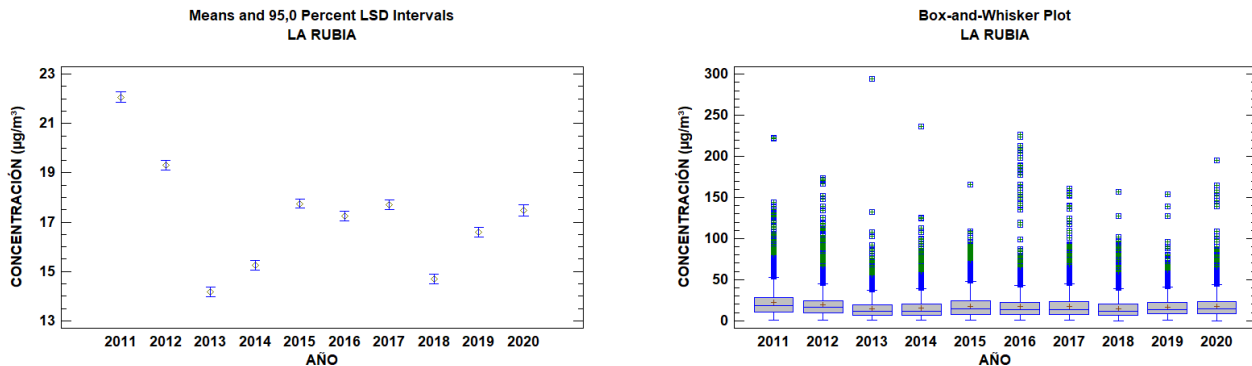 Means and 95,0 Percent LSD Intervals
LA RUBIA
CONCENTRACIÓN (µg/m³)
23
21
19
17
15
13
2011 2012 2013 2014 2015 2016 2017 2018 2019 2020
AÑO
Box-and-Whisker Plot
LA RUBIA
CONCENTRACIÓN (µg/m³)
300
250
200
150
100
50
0
2011 2012 2013 2014 2015 2016 2017 2018 2019 2020
AÑO